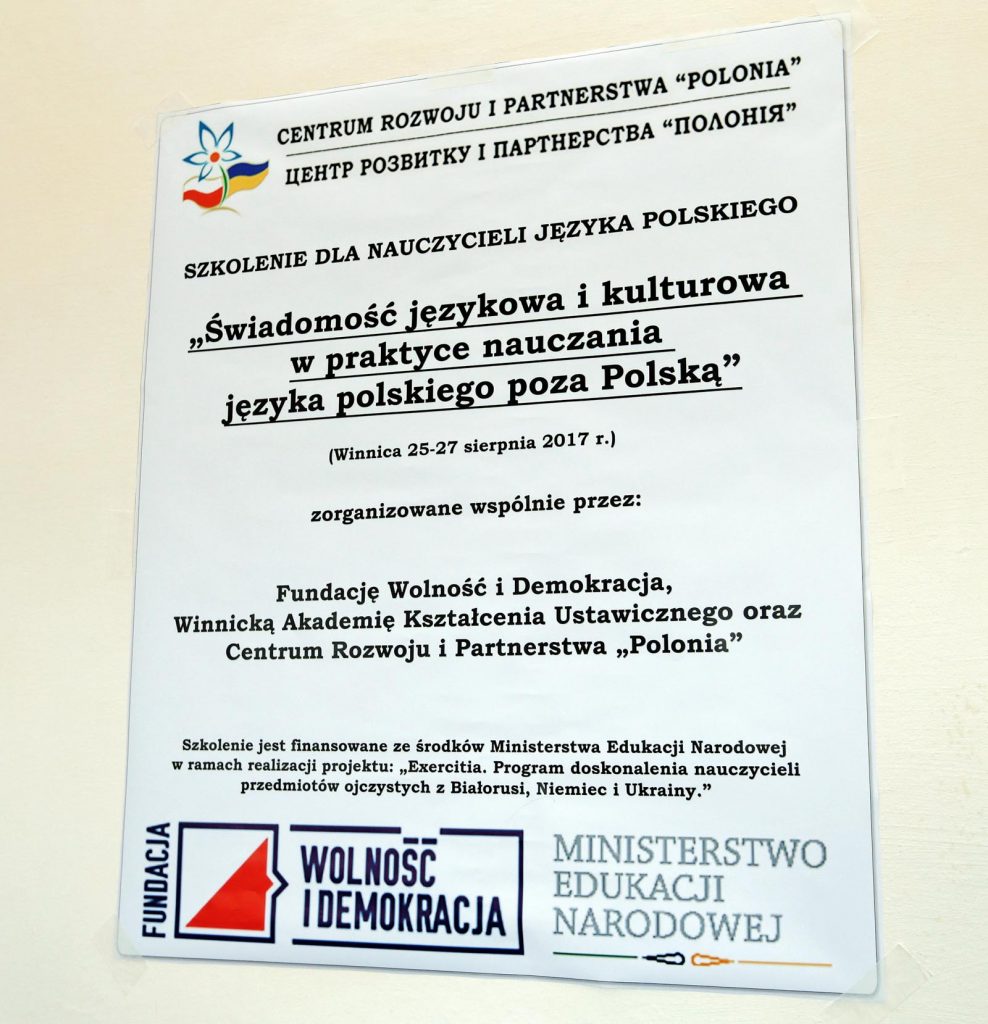 CENTRUM ROZWOJU I PARTNERSTWA “POLONIA”
ЦЕНТР РОЗВИТКУ І ПАРТНЕРСТВА “ПОЛОНІЯ”
SZKOLENIE DLA NAUCZYCIELI JĘZYKA POLSKIEGO
„Świadomość językowa i kulturowa
w praktyce nauczania
języka polskiego poza Polską”
(Winnica 25-27 sierpnia 2017 r.)
zorganizowane wspólnie przez:
Fundację Wolność i Demokracja,
Winnicką Akademię Kształcenia Ustawicznego oraz
Centrum Rozwoju i Partnerstwa „Polonia”
Szkolenie jest finansowane ze środków Ministerstwa Edukacji Narodowej
w ramach realizacji projektu: „Exercitia. Program doskonalenia nauczycieli
przedmiotów ojczystych z Białorusi, Niemiec i Ukrainy.”
FUNDACJA
WOLNOŚĆ
I DEMOKRACJA
MINISTERSTWO
EDUKACJI
NARODOWEJ